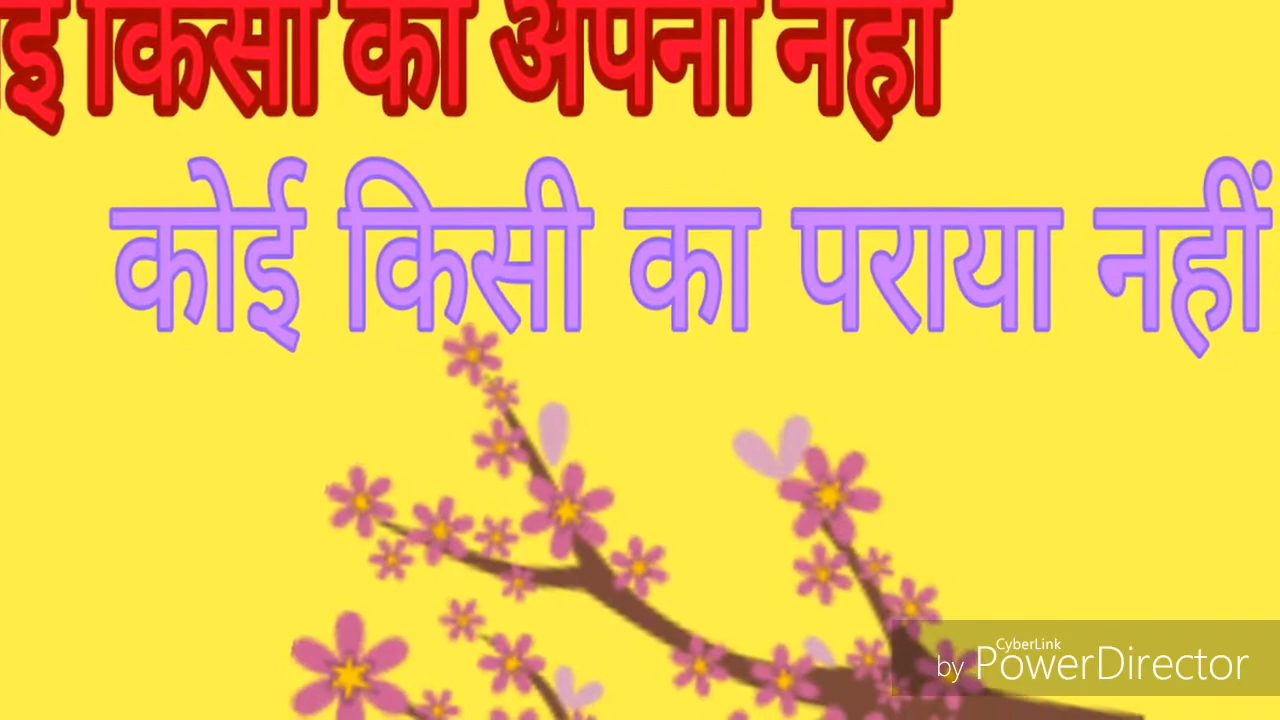 किसी का अपना नहीं
कोई किसी का पराया नहीं
CyberLink
by PowerDirector